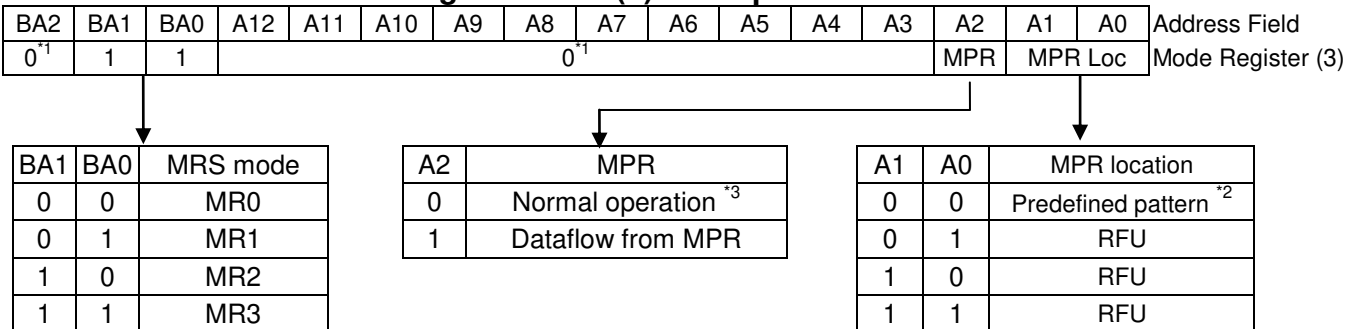 BA2 BA1 BA0 A12 A11 A10 A9 A8 A7 A6 A5 A4 A3 A2 A1 A0 Address Field
0*1 1 1 0*1 MPR MPR Loc Mode Register (3)
BA1 BA0 MRS mode
0 0 MR0
0 1 MR1
1 0 MR2
1 1 MR3
A2 MPR
0 Normal operation *3
1 Dataflow from MPR
A1 A0 MPR location
0 0 Predefined pattern *2
0 1 RFU
1 0 RFU
1 1 RFU